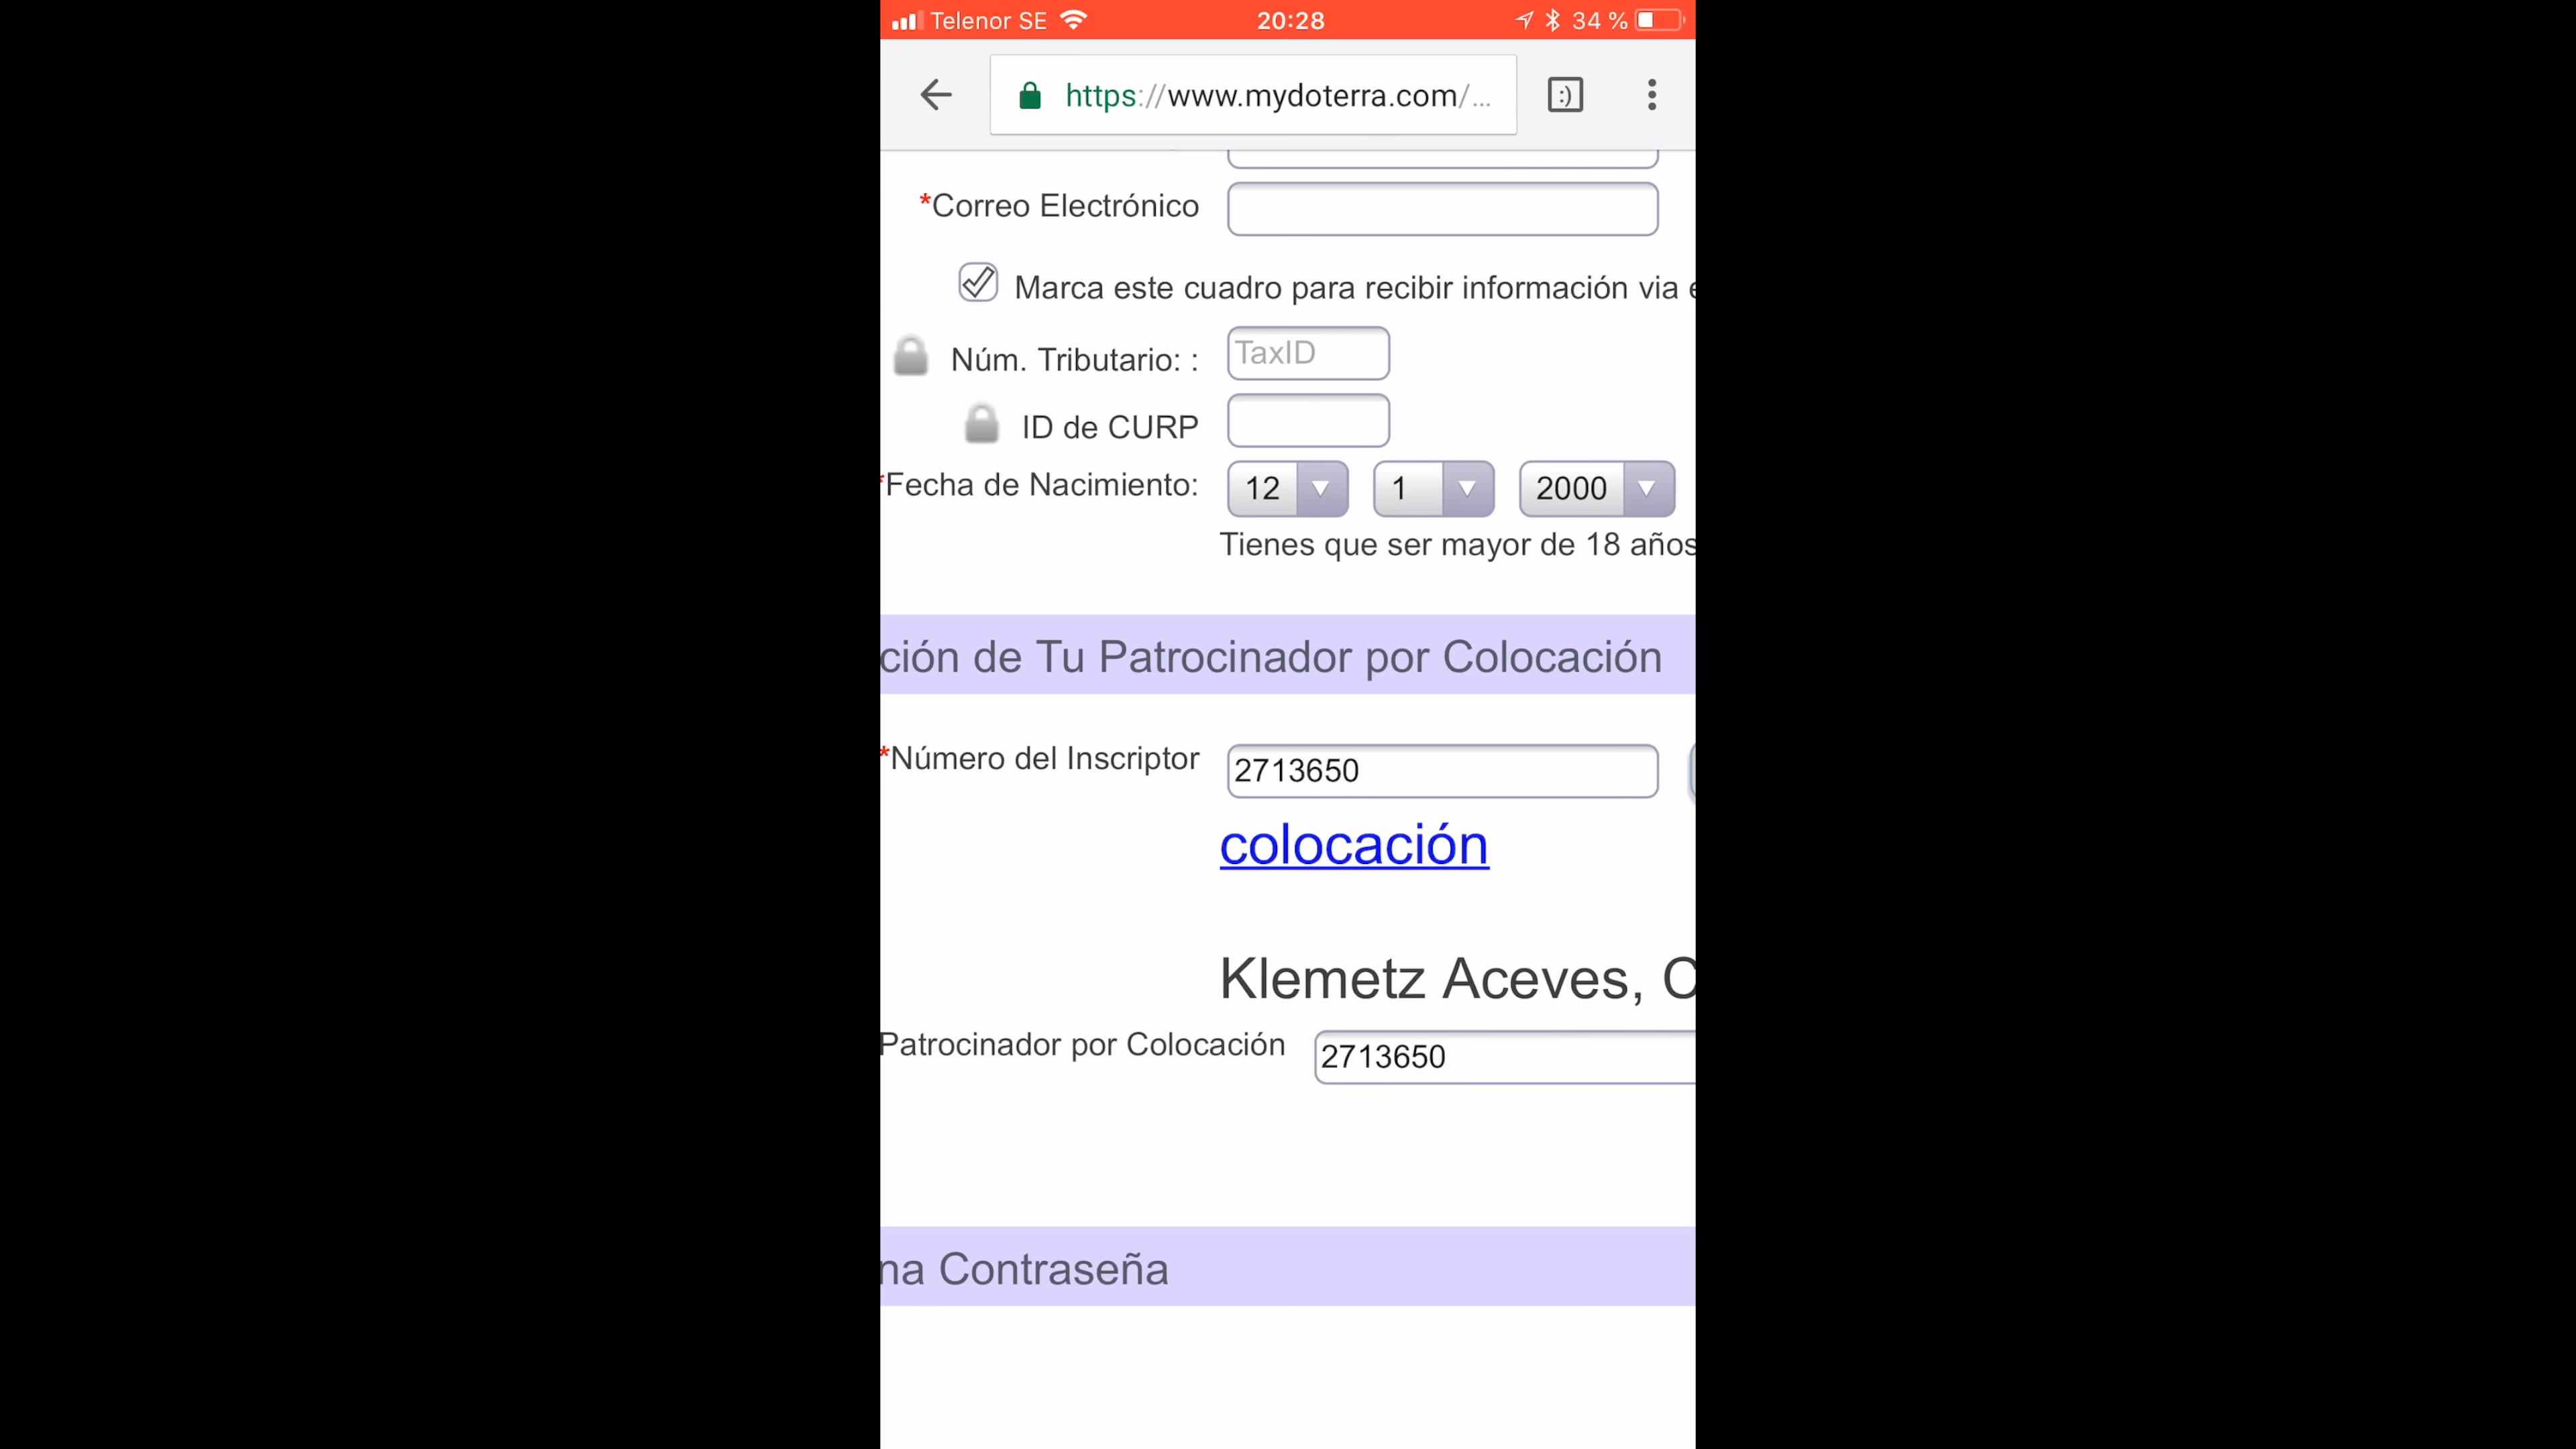 Telenor SE 20:28 34 %
https://www.mydoterra.com/...
:)
*Correo Electrónico
Marca este cuadro para recibir información via e
Núm. Tributario: : TaxID
ID de CURP
*Fecha de Nacimiento: 12 1 2000
Tienes que ser mayor de 18 años
ción de Tu Patrocinador por Colocación
*Número del Inscriptor 2713650
colocación
Klemetz Aceves, C
Patrocinador por Colocación 2713650
na Contraseña